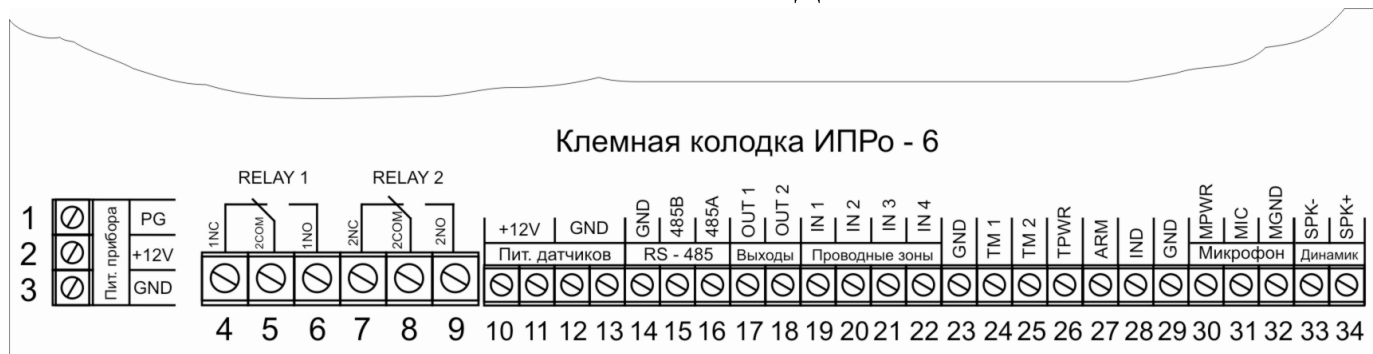 Клемная колодка ИПРо - 6
RELAY 1 RELAY 2
1 PG
2 +12V
3 GND
Пит. прибора
1NC 2COM 1NO 2NC 2COM 2NO
+12V GND GND 485B 485A OUT 1 OUT 2 IN 1 IN 2 IN 3 IN 4 GND TM 1 TM 2 TPWR ARM IND GND MPWR MIC MGND SPK- SPK+
Пит. датчиков RS - 485 Выходы Проводные зоны Микрофон Динамик
4 5 6 7 8 9 10 11 12 13 14 15 16 17 18 19 20 21 22 23 24 25 26 27 28 29 30 31 32 33 34